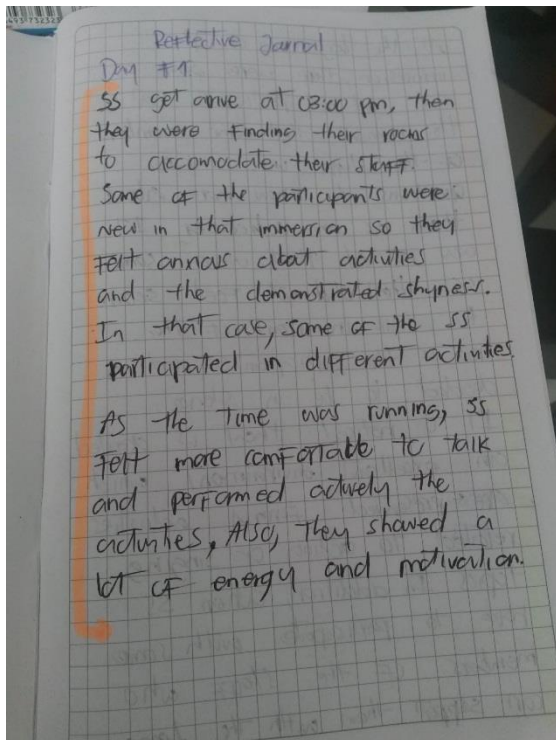 Reflective Journal
Day #1
SS get arrive at 03:00 pm, then
they were finding their rooms
to accomodate their stuff.
Some of the participants were
new in that immersion so they
felt about activities
and the demonstrated shyness.
In that case, some of the SS
participated in different activities
As the time was running, SS
felt more comfortable to talk
and performed actively the
activities, Also, they showed a
lot of energy and motivation.